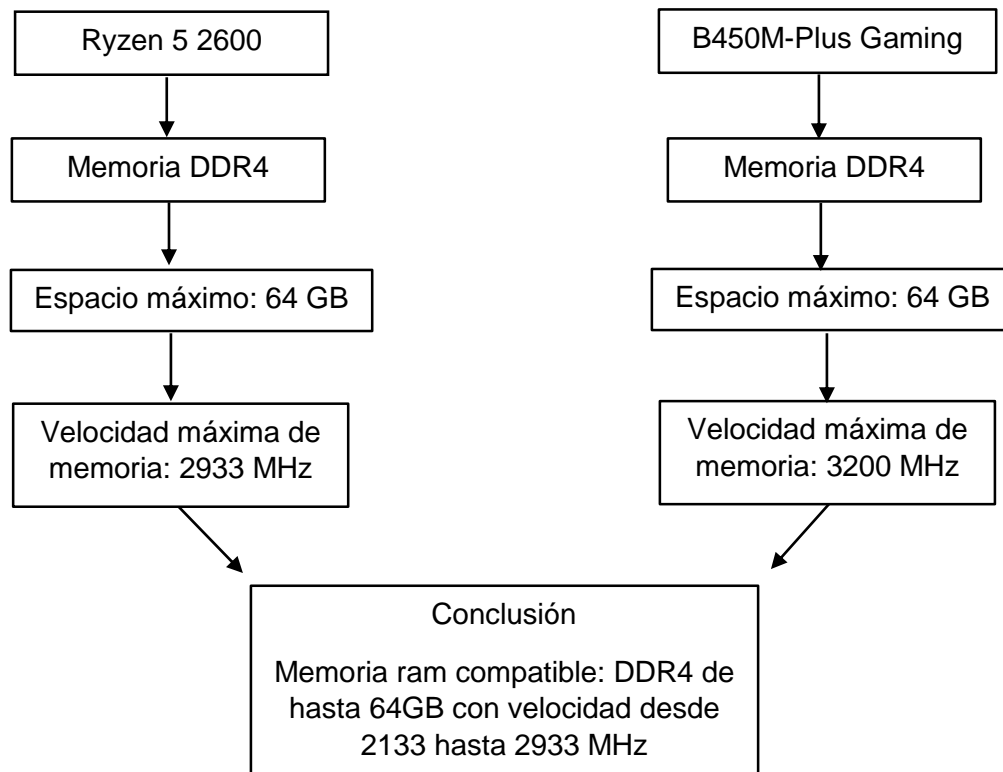 Ryzen 5 2600
Memoria DDR4
Espacio máximo: 64 GB
Velocidad máxima de
memoria: 2933 MHz
B450M-Plus Gaming
Memoria DDR4
Espacio máximo: 64 GB
Velocidad máxima de
memoria: 3200 MHz
Conclusión
Memoria ram compatible: DDR4 de
hasta 64GB con velocidad desde
2133 hasta 2933 MHz